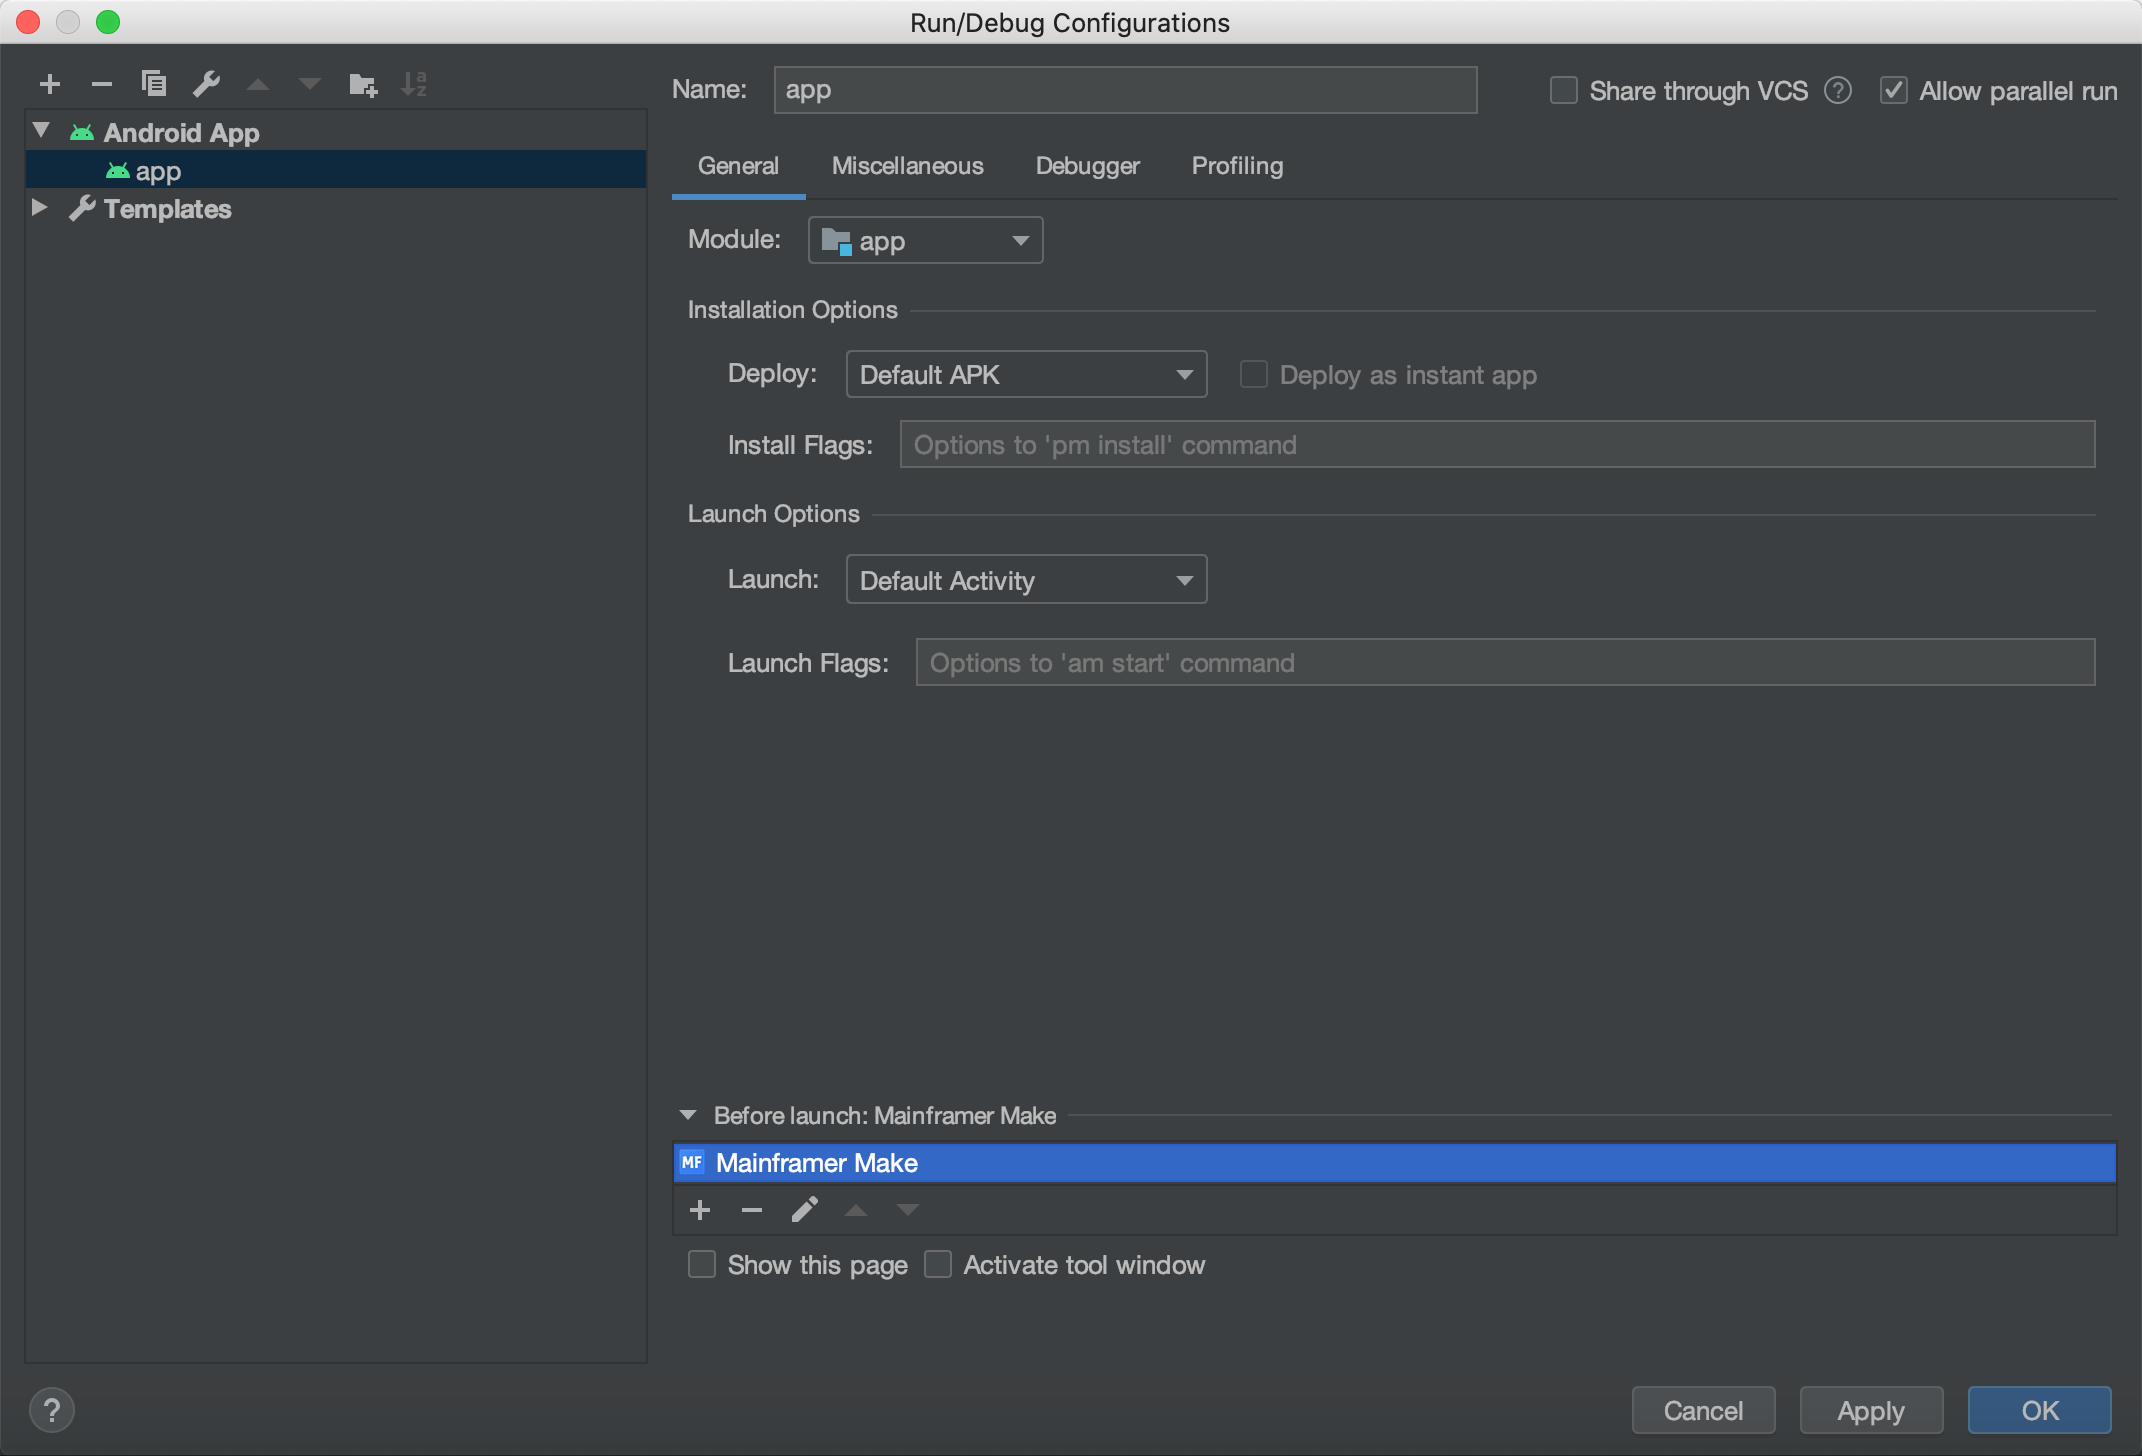 Run/Debug Configurations
Name: app Share through VCS ? Allow parallel run
Android App
app
Templates
General Miscellaneous Debugger Profiling
Module: app
Installation Options
Deploy: Default APK Deploy as instant app
Install Flags: Options to 'pm install' command
Launch Options
Launch: Default Activity
Launch Flags: Options to 'am start' command
Before launch: Mainframer Make
MF Mainframer Make
Show this page Activate tool window
? Cancel Apply OK